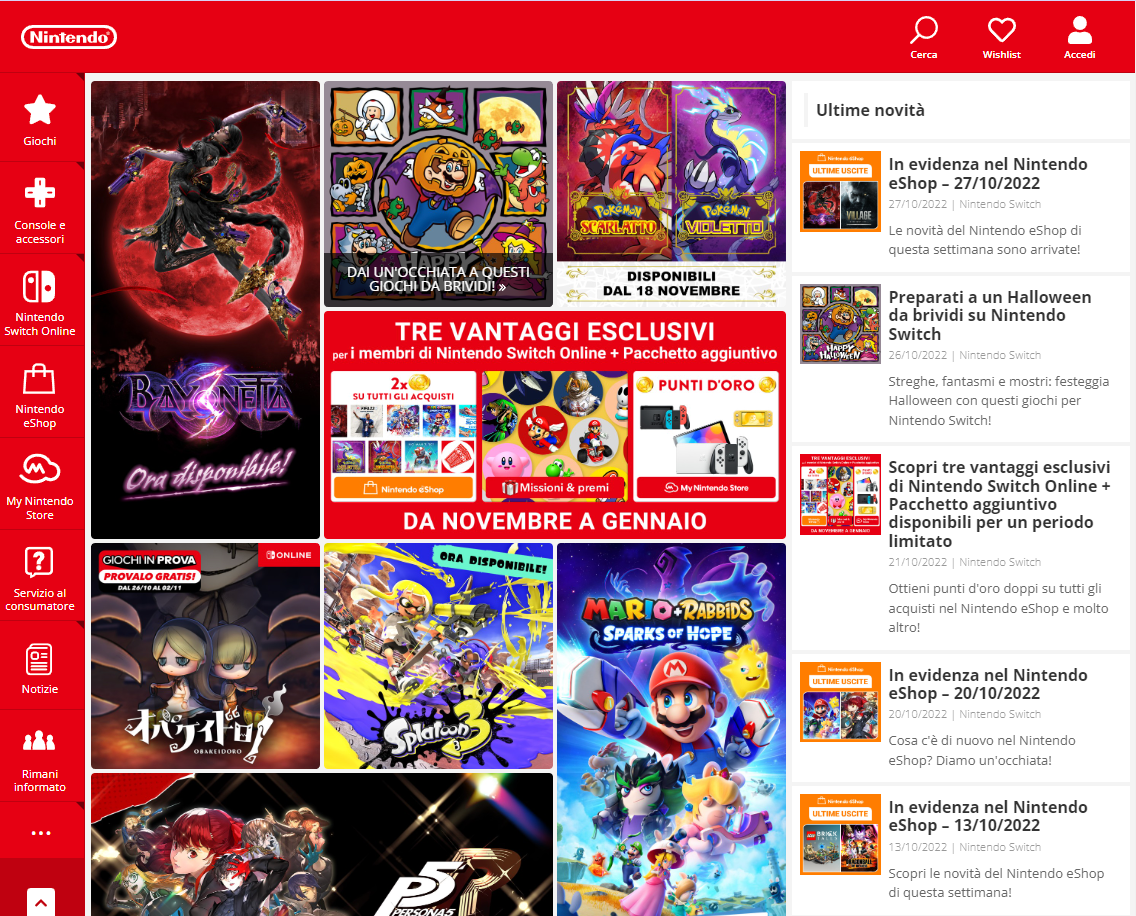 Nintendo
Cerca
Wishlist
Accedi
Giochi
Console e
accessori
Nintendo
Switch Online
Nintendo
eShop
My Nintendo
Store
Servizio al
consumatore
Notizie
Rimani
informato
BAYONETTA
3
Ora disponibile!
HAPPY
DAI UN'OCCHIATA A QUESTI
GIOCHI DA BRIVIDI! »
POKÉMON
SCARLATTO
POKÉMON
VIOLETTO
DISPONIBILI
DAL 18 NOVEMBRE
TRE VANTAGGI ESCLUSIVI
per i membri di Nintendo Switch Online + Pacchetto aggiuntivo
2x
SU TUTTI GLI ACQUISTI
Nintendo eShop
Missioni & premi
PUNTI D'ORO
My Nintendo Store
DA NOVEMBRE A GENNAIO
GIOCHI IN PROVA
PROVALO GRATIS!
DAL 26/10 AL 02/11
ONLINE
オバケイドロ!
OBAKEIDORO
ORA DISPONIBILE!
Splatoon
3
MARIO + RABBIDS
SPARKS OF HOPE
P5R
PERSONA5
Ultime novità
Nintendo eShop
ULTIME USCITE
VILLAGE
In evidenza nel Nintendo
eShop – 27/10/2022
27/10/2022 | Nintendo Switch
Le novità del Nintendo eShop di
questa settimana sono arrivate!
HAPPY
HALLOWEEN
Preparati a un Halloween
da brividi su Nintendo
Switch
26/10/2022 | Nintendo Switch
Streghe, fantasmi e mostri: festeggia
Halloween con questi giochi per
Nintendo Switch!
TRE VANTAGGI ESCLUSIVI
DA NOVEMBRE A GENNAIO
Scopri tre vantaggi esclusivi
di Nintendo Switch Online +
Pacchetto aggiuntivo
disponibili per un periodo
limitato
21/10/2022 | Nintendo Switch
Ottieni punti d'oro doppi su tutti gli
acquisti nel Nintendo eShop e molto
altro!
Nintendo eShop
ULTIME USCITE
In evidenza nel Nintendo
eShop – 20/10/2022
20/10/2022 | Nintendo Switch
Cosa c'è di nuovo nel Nintendo
eShop? Diamo un'occhiata!
Nintendo eShop
ULTIME USCITE
In evidenza nel Nintendo
eShop – 13/10/2022
13/10/2022 | Nintendo Switch
Scopri le novità del Nintendo eShop
di questa settimana!